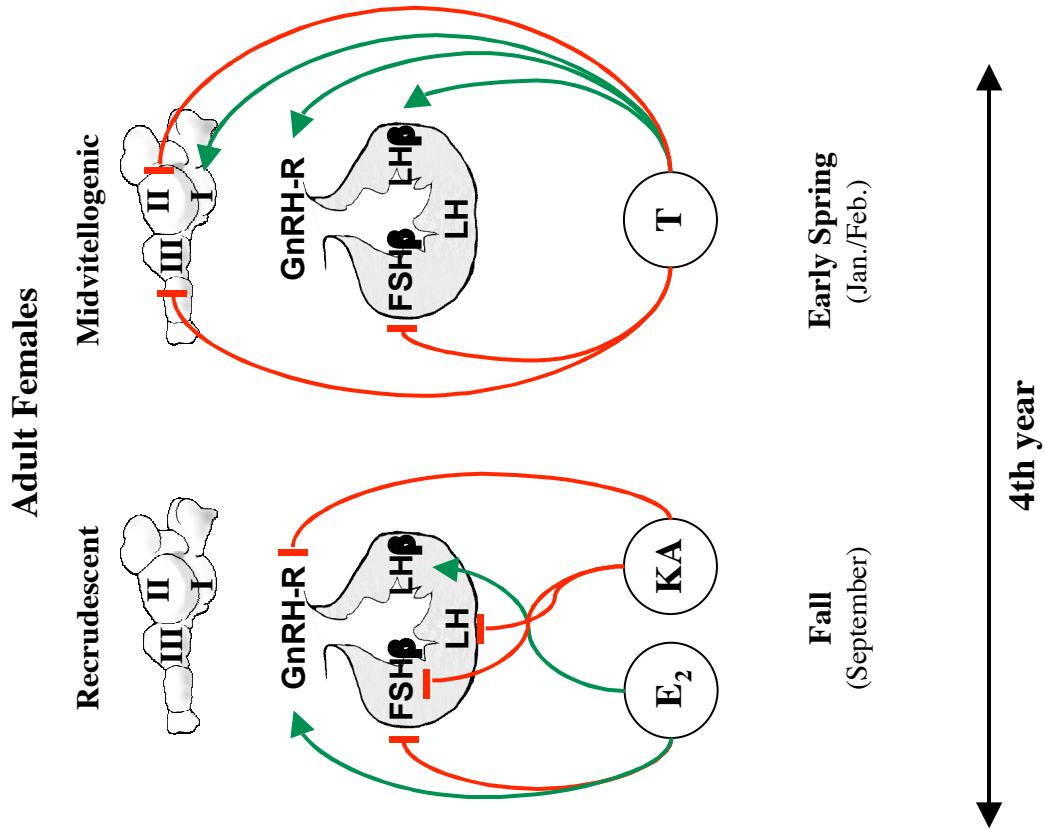 Adult Females
Recrudescent
Midvitellogenic
III
II
I
GnRH-R
FSHβ
LHβ
LH
E2
KA
Fall
(September)
III
II
I
GnRH-R
FSHβ
LHβ
LH
T
Early Spring
(Jan./Feb.)
4th year